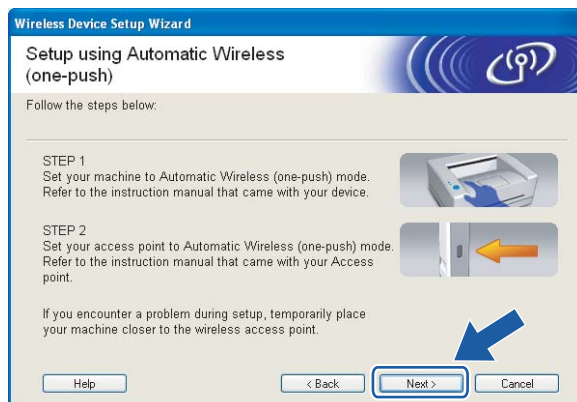 Wireless Device Setup Wizard
Setup using Automatic Wireless
(one-push)
Follow the steps below:
STEP 1
Set your machine to Automatic Wireless (one-push) mode.
Refer to the instruction manual that came with your device.
STEP 2
Set your access point to Automatic Wireless (one-push) mode.
Refer to the instruction manual that came with your Access
point.
If you encounter a problem during setup, temporarily place
your machine closer to the wireless access point.
Help
< Back
Next >
Cancel